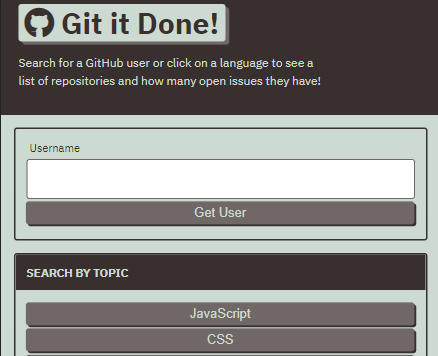 Git it Done!
Search for a GitHub user or click on a language to see a
list of repositories and how many open issues they have!
Username
Get User
SEARCH BY TOPIC
JavaScript
CSS